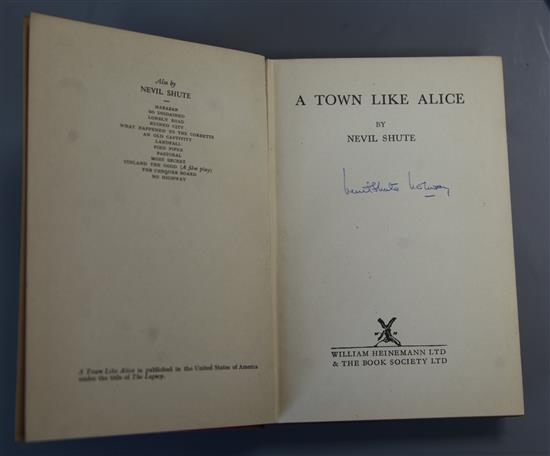 Also by
NEVIL SHUTE
MARAZAN
SO DISDAINED
LONELY ROAD
RUINED CITY
WHAT HAPPENED TO THE CORBETTS
AN OLD CAPTIVITY
LANDFALL
PIED PIPER
PASTORAL
MOST SECRET
VINLAND THE GOOD (A film play)
THE CHEQUER BOARD
NO HIGHWAY
A Town Like Alice is published in the United States of America
under the title of The Legacy.
A TOWN LIKE ALICE
BY
NEVIL SHUTE
Nevil Shute Norway
WILLIAM HEINEMANN LTD
& THE BOOK SOCIETY LTD